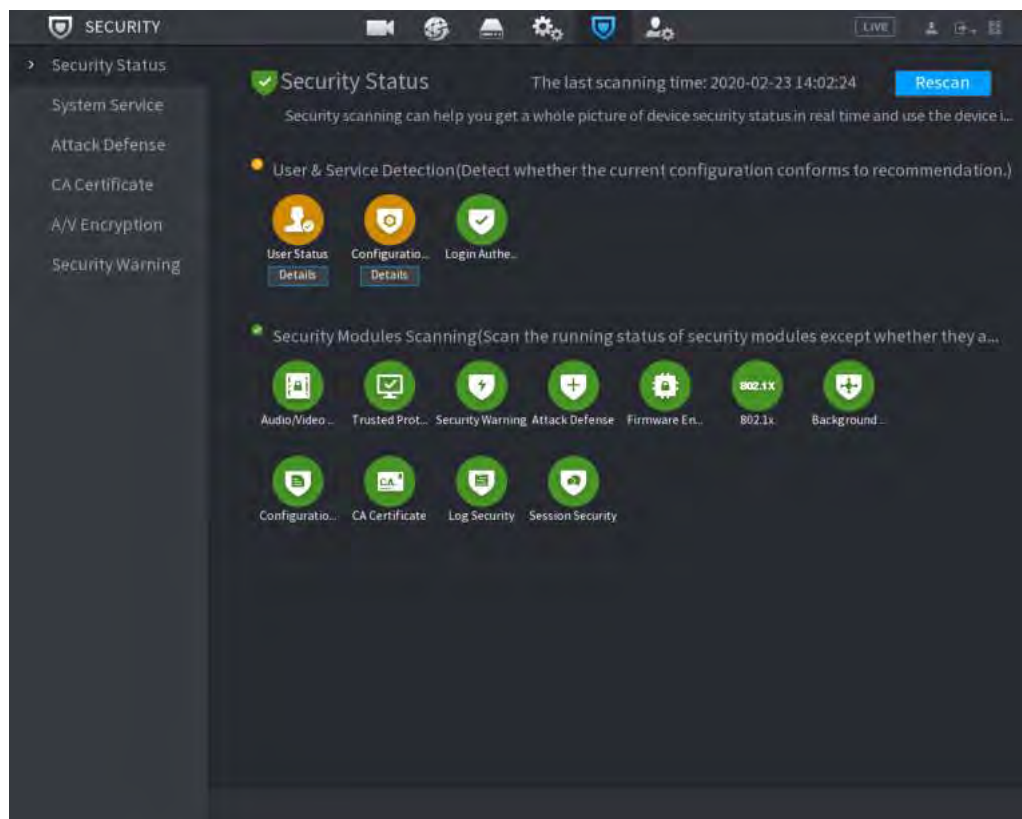 SECURITY
LIVE
Security Status
System Service
Attack Defense
CA Certificate
A/V Encryption
Security Warning
Security Status
The last scanning time: 2020-02-23 14:02:24
Rescan
Security scanning can help you get a whole picture of device security status in real time and use the device i...
User & Service Detection(Detect whether the current configuration conforms to recommendation.)
User Status Configuratio... Login Authe...
Details Details
Security Modules Scanning(Scan the running status of security modules except whether they a...
802.1X
Audio/Video ... Trusted Prot... Security Warning Attack Defense Firmware En... 802.1x Background ...
CA
Configuratio... CA Certificate Log Security Session Security